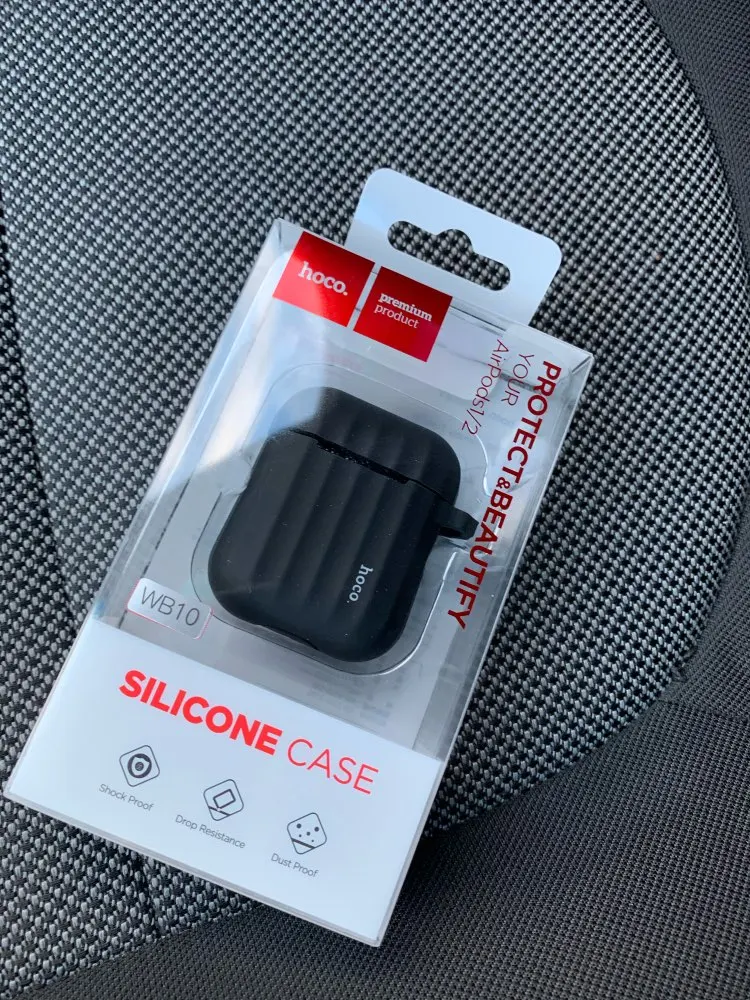 hoco.
premium
product
PROTECT&BEAUTIFY
YOUR
AirPods1/2
hoco.
WB10
SILICONE CASE
Shock Proof
Drop Resistance
Dust Proof